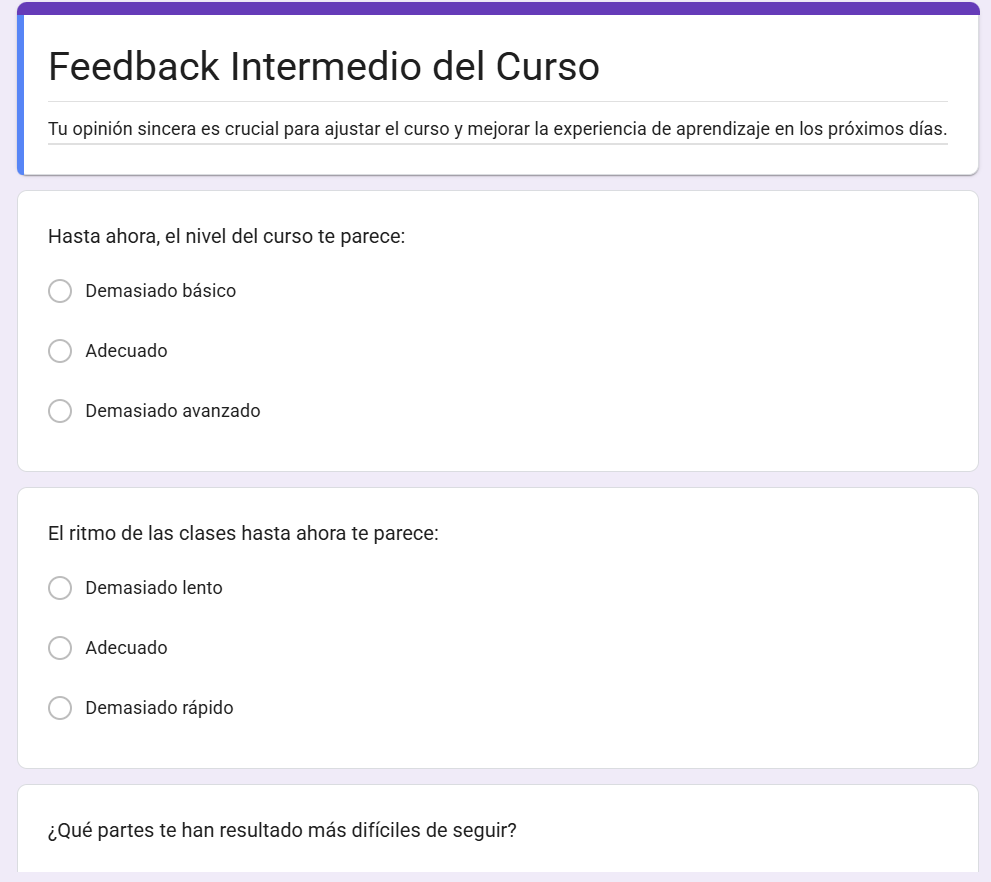 Feedback Intermedio del Curso
Tu opinión sincera es crucial para ajustar el curso y mejorar la experiencia de aprendizaje en los próximos días.
Hasta ahora, el nivel del curso te parece:
Demasiado básico
Adecuado
Demasiado avanzado
El ritmo de las clases hasta ahora te parece:
Demasiado lento
Adecuado
Demasiado rápido
¿Qué partes te han resultado más difíciles de seguir?